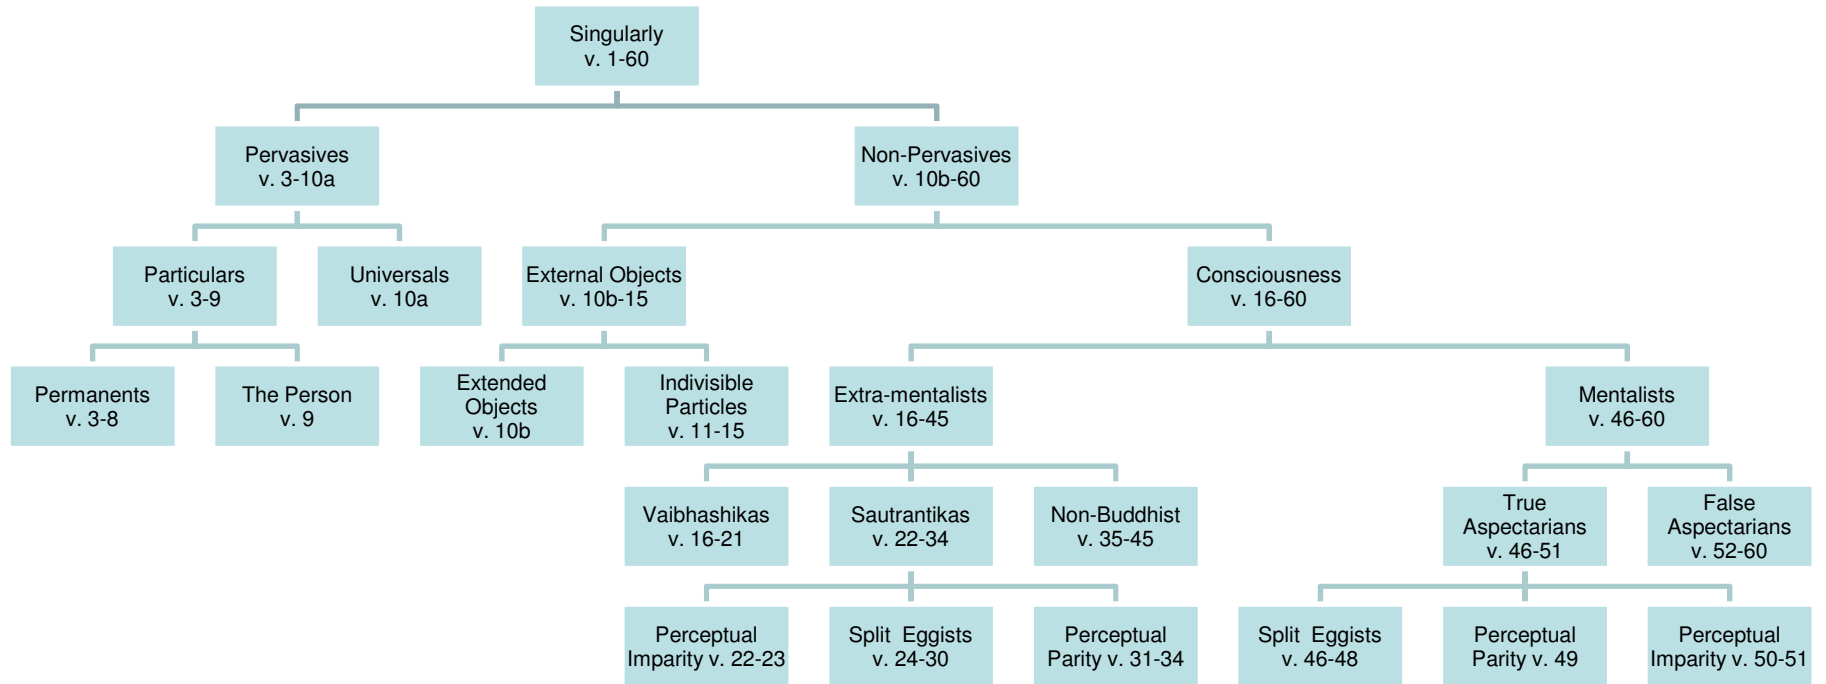 Singularly
v. 1-60
Pervasives
v. 3-10a
Non-Pervasives
v. 10b-60
Particulars
v. 3-9
Universals
v. 10a
External Objects
v. 10b-15
Consciousness
v. 16-60
Permanents
v. 3-8
The Person
v. 9
Extended
Objects
v. 10b
Indivisible
Particles
v. 11-15
Extra-mentalists
v. 16-45
Mentalists
v. 46-60
Vaibhashikas
v. 16-21
Sautrantikas
v. 22-34
Non-Buddhist
v. 35-45
True
Aspectarians
v. 46-51
False
Aspectarians
v. 52-60
Perceptual
Imparity v. 22-23
Split Eggists
v. 24-30
Perceptual
Parity v. 31-34
Split Eggists
v. 46-48
Perceptual
Parity v. 49
Perceptual
Imparity v. 50-51